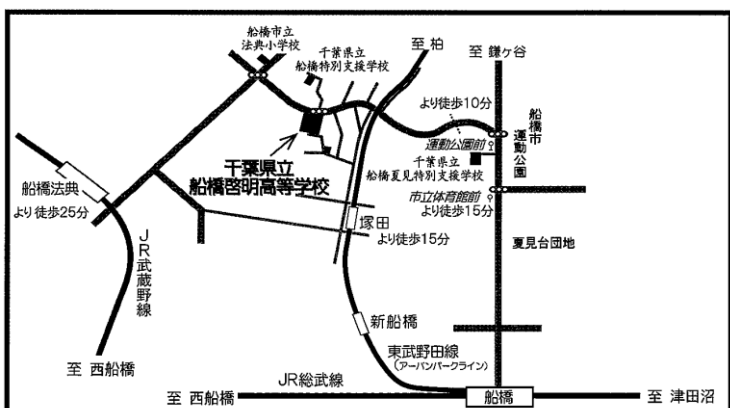 船橋市立
法典小学校
千葉県立
船橋特別支援学校
至 柏
至 鎌ヶ谷
より徒歩10分
運動公園前
船橋市
運動公園
千葉県立
船橋夏見特別支援学校
市立体育館前
より徒歩15分
千葉県立
船橋啓明高等学校
船橋法典
より徒歩25分
塚田
より徒歩15分
夏見台団地
JR武蔵野線
新船橋
東武野田線
(アーバンパークライン)
至 西船橋
JR総武線
至 西船橋
船橋
至 津田沼